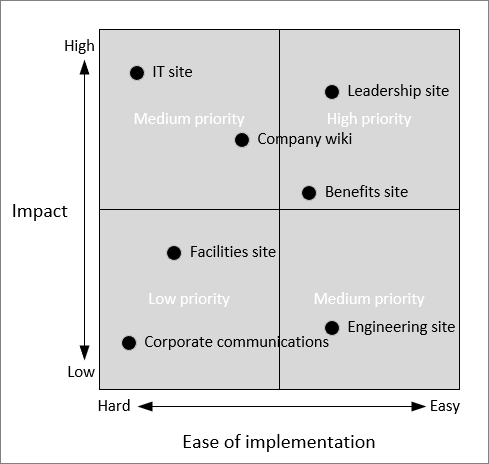 High
IT site
Leadership site
Medium priority
High priority
Company wiki
Benefits site
Impact
Facilities site
Low priority
Medium priority
Engineering site
Corporate communications
Low
Hard
Easy
Ease of implementation